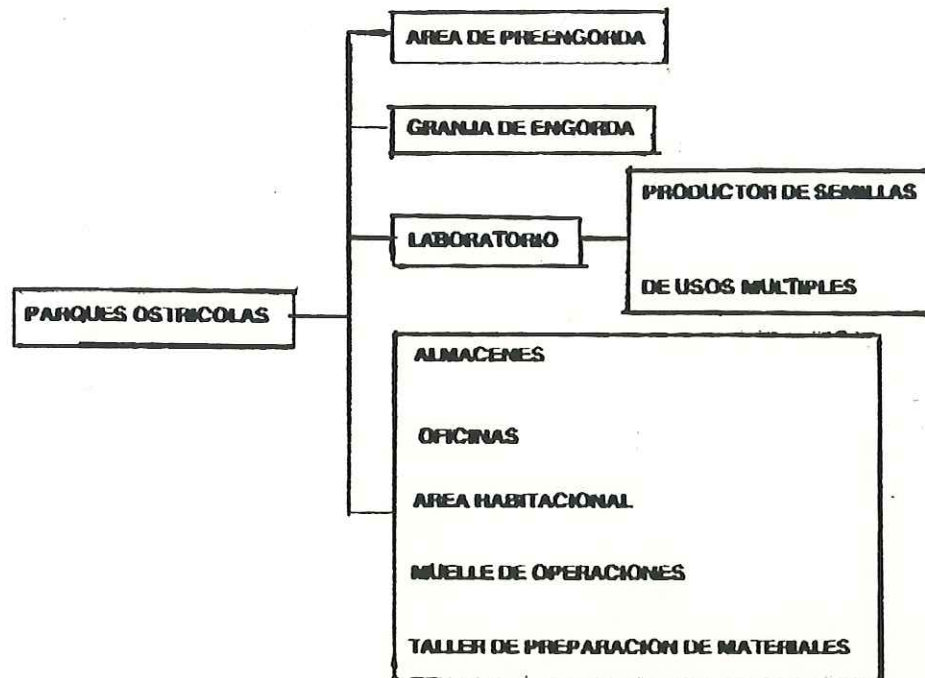 AREA DE PREENGORDA
GRANJA DE ENGORDA
PRODUCTOR DE SEMILLAS
LABORATORIO
DE USOS MULTIPLES
PARQUES OSTRICOLAS
ALMACENES
OFICINAS
AREA HABITACIONAL
MUELLE DE OPERACIONES
TALLER DE PREPARACION DE MATERIALES